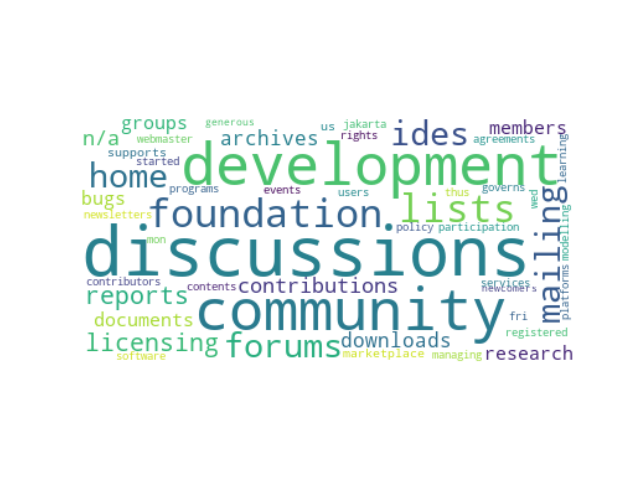 generous
groups
us
jakarta
ides
members
n/a
webmaster
archives
rights
agreements
supports
started
development
learning
home
programs
events
users
thus
governs
wed
bugs
newsletters
foundation
lists
mailing
policy
participation
modelling
mon
discussions
contributors
contents
contributions
services
newcomers
platforms
reports
community
documents
fri
registered
licensing
forums
downloads
software
marketplace
managing
research